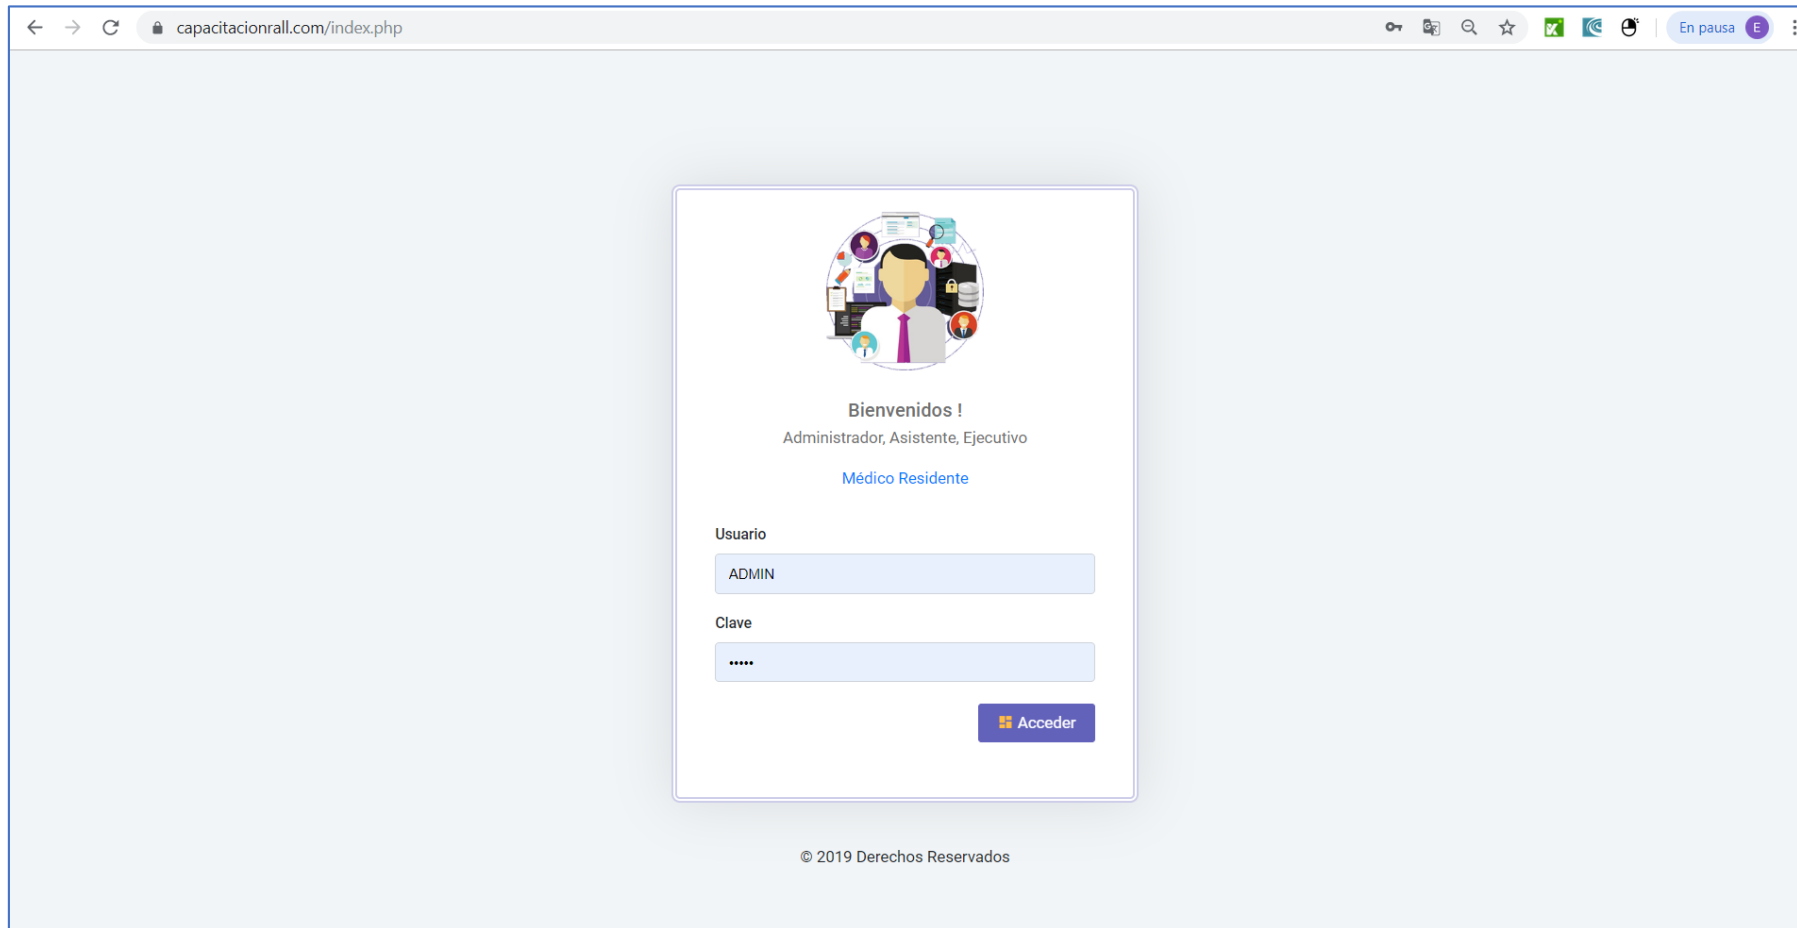 capacitacionrall.com/index.php
En pausa E
Bienvenidos !
Administrador, Asistente, Ejecutivo
Médico Residente
Usuario
ADMIN
Clave
•••••
Acceder
© 2019 Derechos Reservados